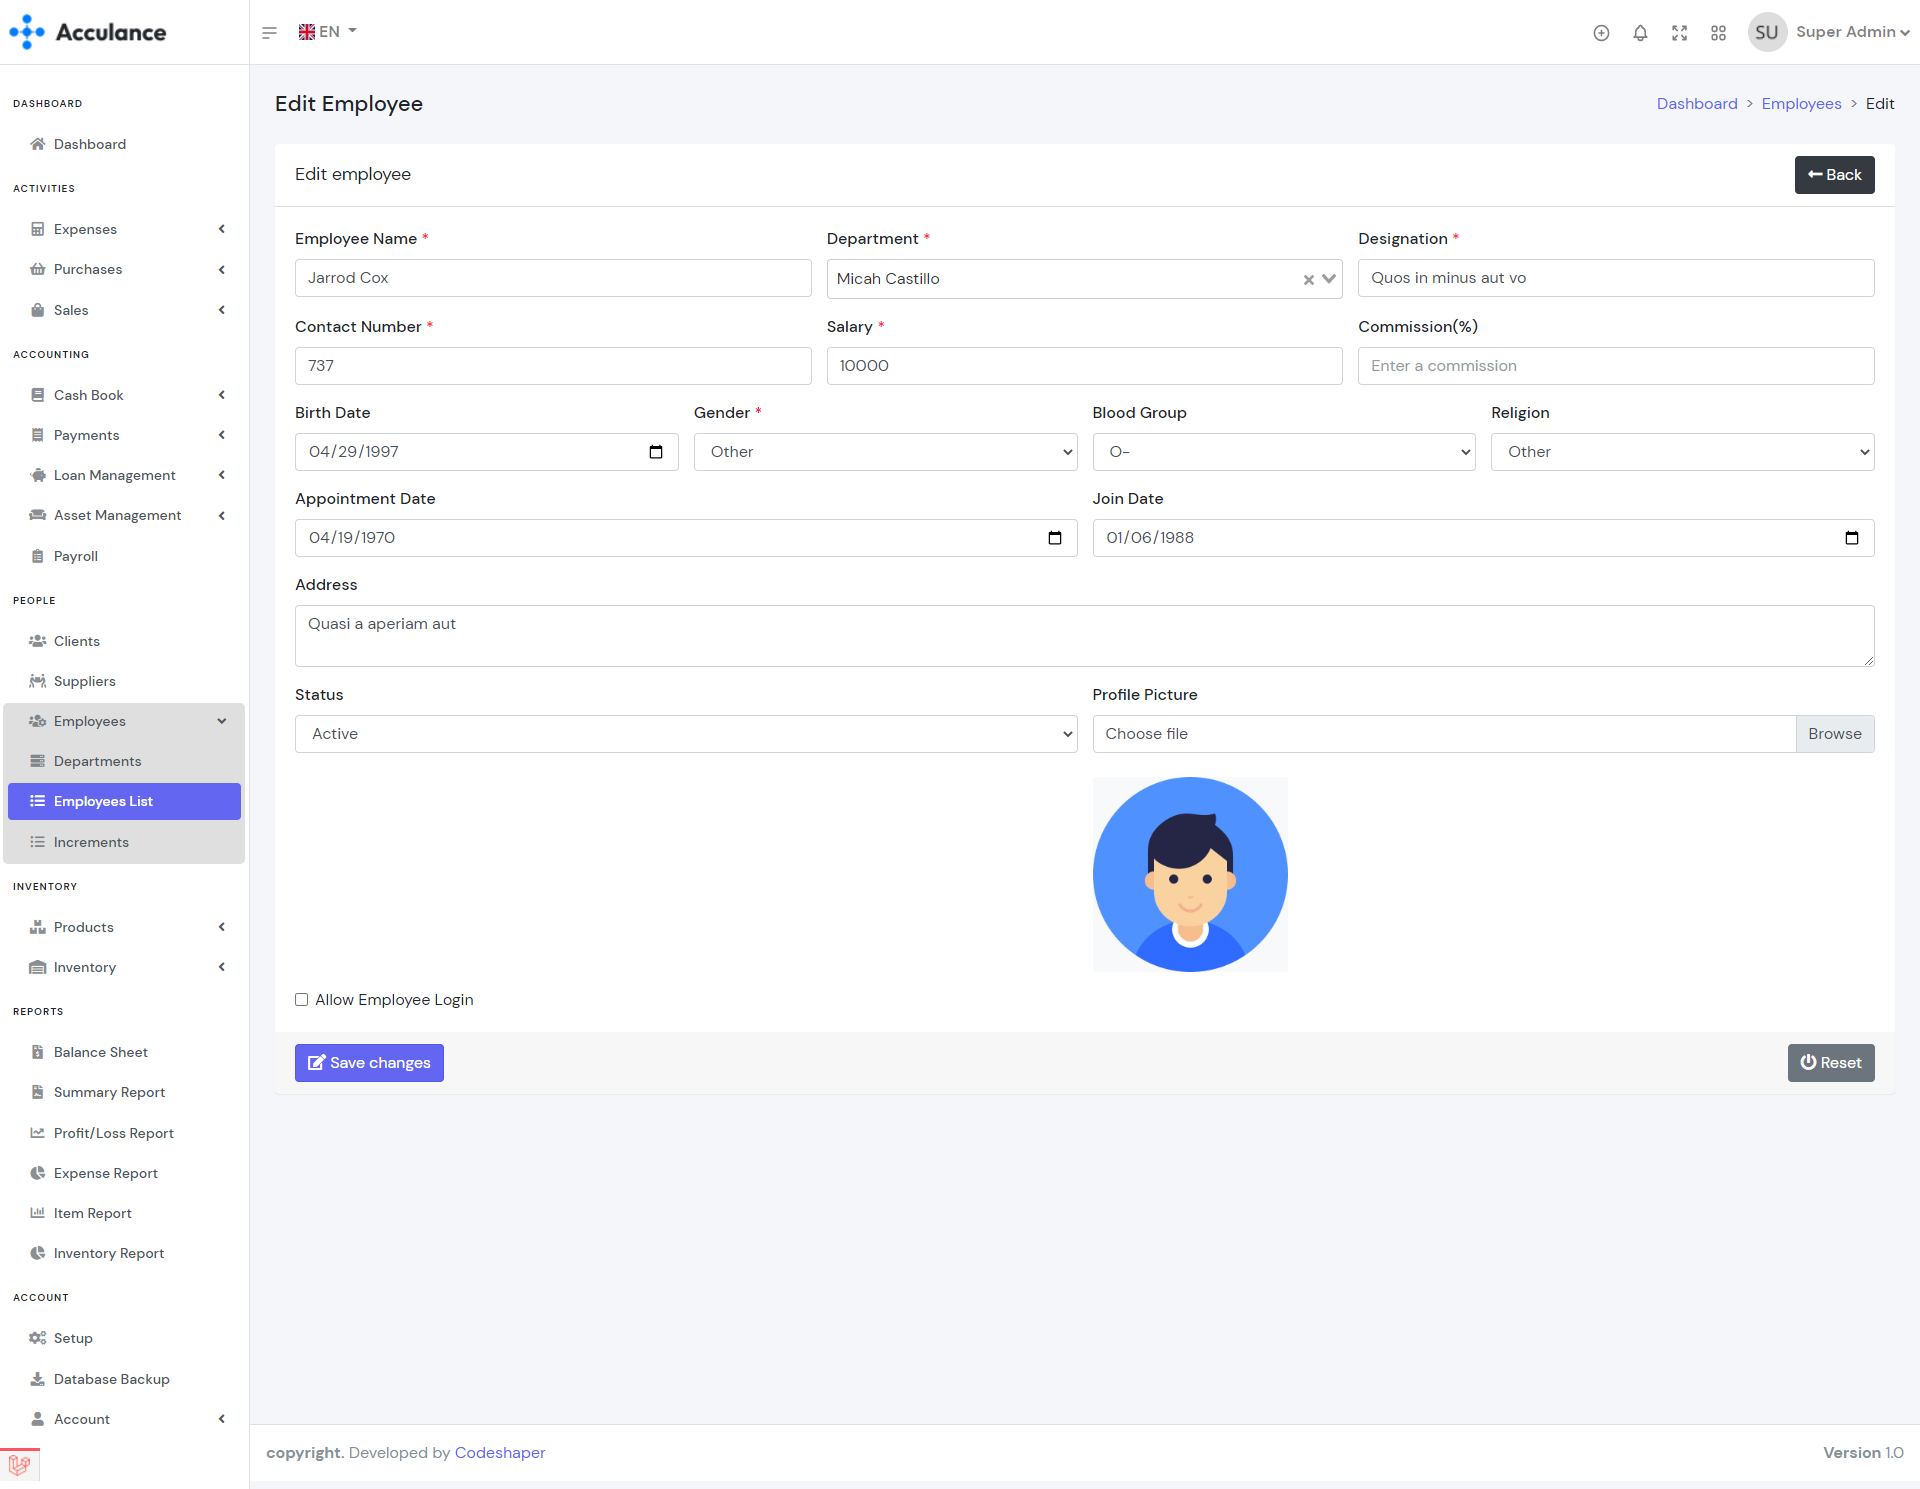 Acculance
EN
SU
Super Admin
DASHBOARD
Dashboard
ACTIVITIES
Expenses
Purchases
Sales
ACCOUNTING
Cash Book
Payments
Loan Management
Asset Management
Payroll
PEOPLE
Clients
Suppliers
Employees
Departments
Employees List
Increments
INVENTORY
Products
Inventory
REPORTS
Balance Sheet
Summary Report
Profit/Loss Report
Expense Report
Item Report
Inventory Report
ACCOUNT
Setup
Database Backup
Account
Edit Employee
Dashboard > Employees > Edit
Edit employee
Back
Employee Name *
Department *
Designation *
Jarrod Cox
Micah Castillo
Quos in minus aut vo
Contact Number *
Salary *
Commission(%)
737
10000
Enter a commission
Birth Date
Gender *
Blood Group
Religion
04/29/1997
Other
O-
Other
Appointment Date
Join Date
04/19/1970
01/06/1988
Address
Quasi a aperiam aut
Status
Profile Picture
Active
Choose file
Browse
Allow Employee Login
Save changes
Reset
copyright. Developed by Codeshaper
Version 1.0